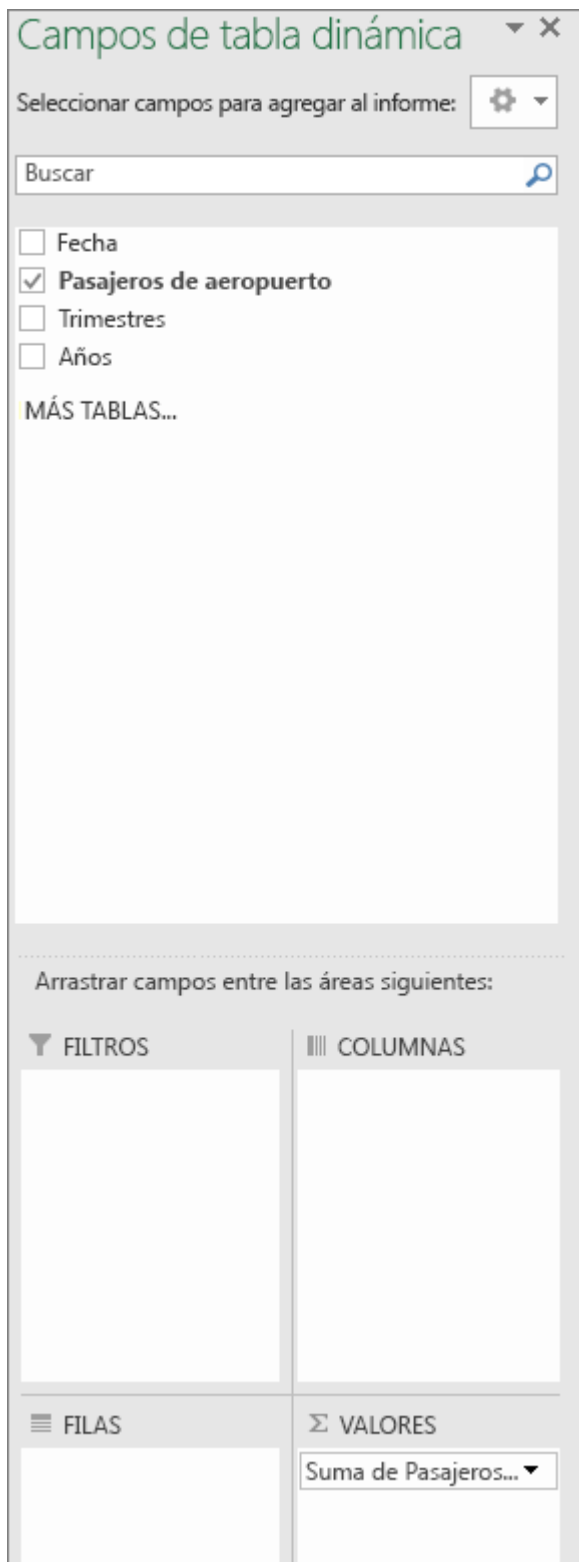 Campos de tabla dinámica
Seleccionar campos para agregar al informe:
Buscar
Fecha
Pasajeros de aeropuerto
Trimestres
Años
MÁS TABLAS...
Arrastrar campos entre las áreas siguientes:
FILTROS
COLUMNAS
FILAS
Σ VALORES
Suma de Pasajeros...